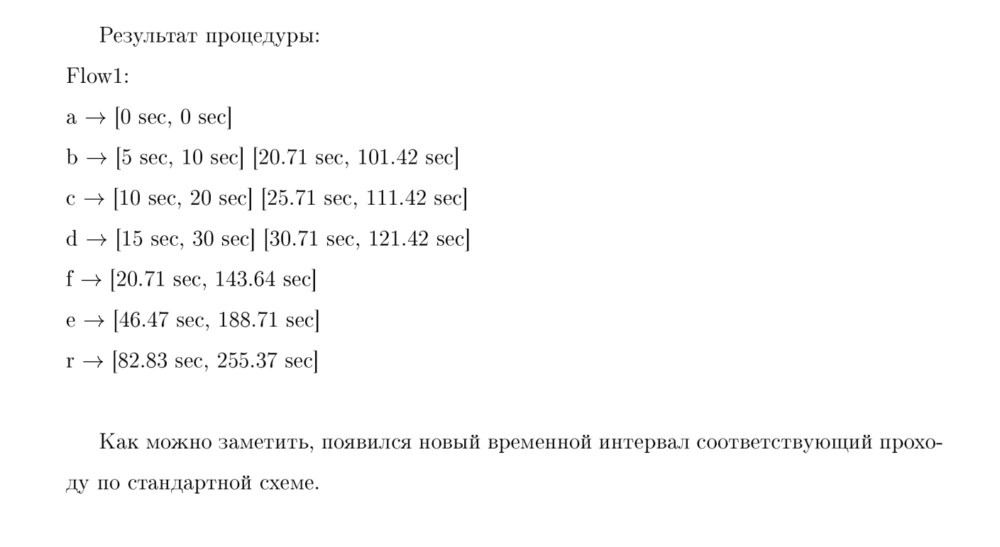 Результат процедуры:
Flow1:
a → [0 sec, 0 sec]
b → [5 sec, 10 sec] [20.71 sec, 101.42 sec]
c → [10 sec, 20 sec] [25.71 sec, 111.42 sec]
d → [15 sec, 30 sec] [30.71 sec, 121.42 sec]
f → [20.71 sec, 143.64 sec]
e → [46.47 sec, 188.71 sec]
r → [82.83 sec, 255.37 sec]
Как можно заметить, появился новый временной интервал соответствующий прохо-
ду по стандартной схеме.